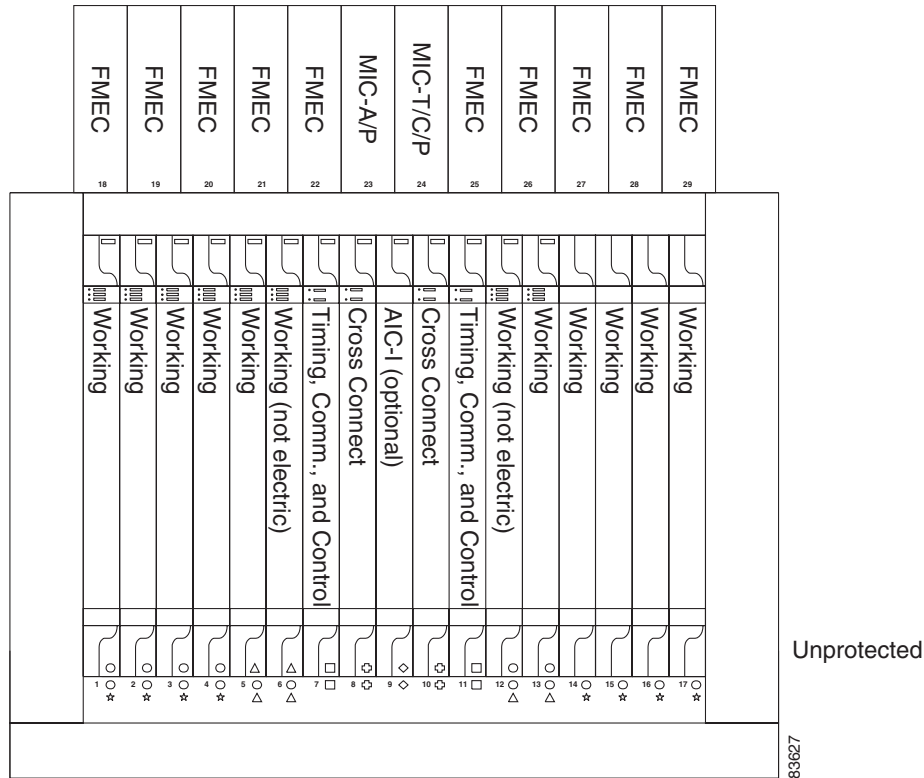 FMEC
FMEC
FMEC
FMEC
FMEC
MIC-A/P
MIC-T/C/P
FMEC
FMEC
FMEC
FMEC
FMEC
18
19
20
21
22
23
24
25
26
27
28
29
Working
Working
Working
Working
Working
Working (not electric)
Timing, Comm., and Control
Cross Connect
AIC-I (optional)
Cross Connect
Timing, Comm., and Control
Working (not electric)
Working
Working
Working
Working
Working
Unprotected
1
2
3
4
5
6
7
8
9
10
11
12
13
14
15
16
17
83627